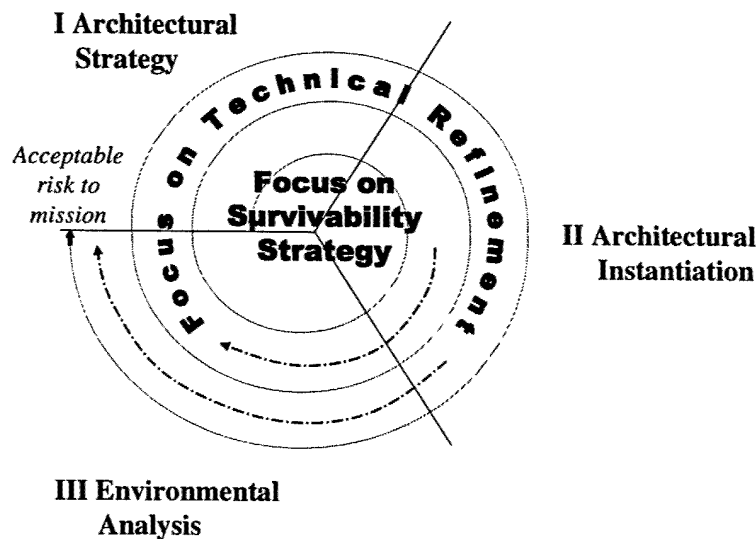 I Architectural
Strategy
Focus on Technical Refinement
Acceptable
risk to
mission
Focus on
Survivability
Strategy
II Architectural
Instantiation
III Environmental
Analysis